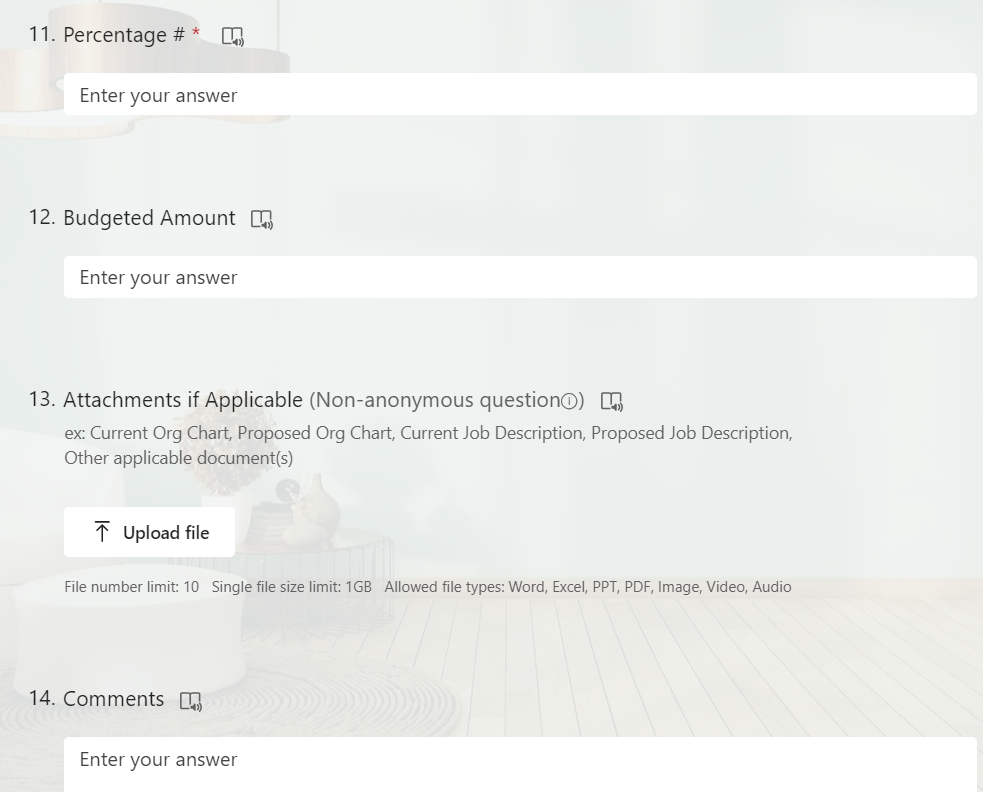 11. Percentage # *
Enter your answer
12. Budgeted Amount
Enter your answer
13. Attachments if Applicable (Non-anonymous questionⓘ)
ex: Current Org Chart, Proposed Org Chart, Current Job Description, Proposed Job Description,
Other applicable document(s)
Upload file
File number limit: 10 Single file size limit: 1GB Allowed file types: Word, Excel, PPT, PDF, Image, Video, Audio
14. Comments
Enter your answer